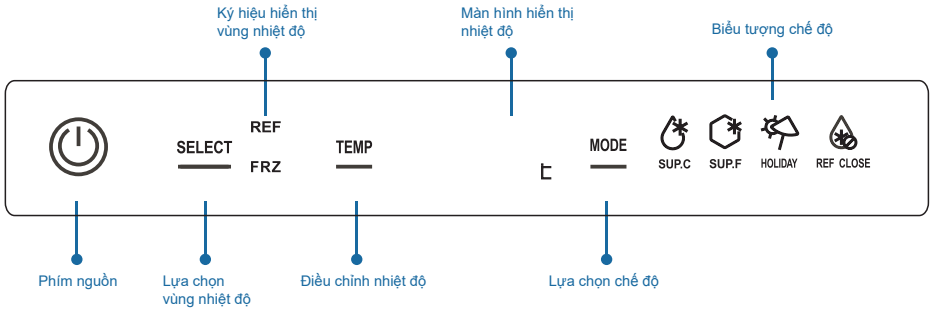 Ký hiệu hiển thị
vùng nhiệt độ
Màn hình hiển thị
nhiệt độ
Biểu tượng chế độ
REF
SELECT
FRZ
TEMP
MODE
SUP.C
SUP.F
HOLIDAY
REF CLOSE
Phím nguồn
Lựa chọn
vùng nhiệt độ
Điều chỉnh nhiệt độ
Lựa chọn chế độ